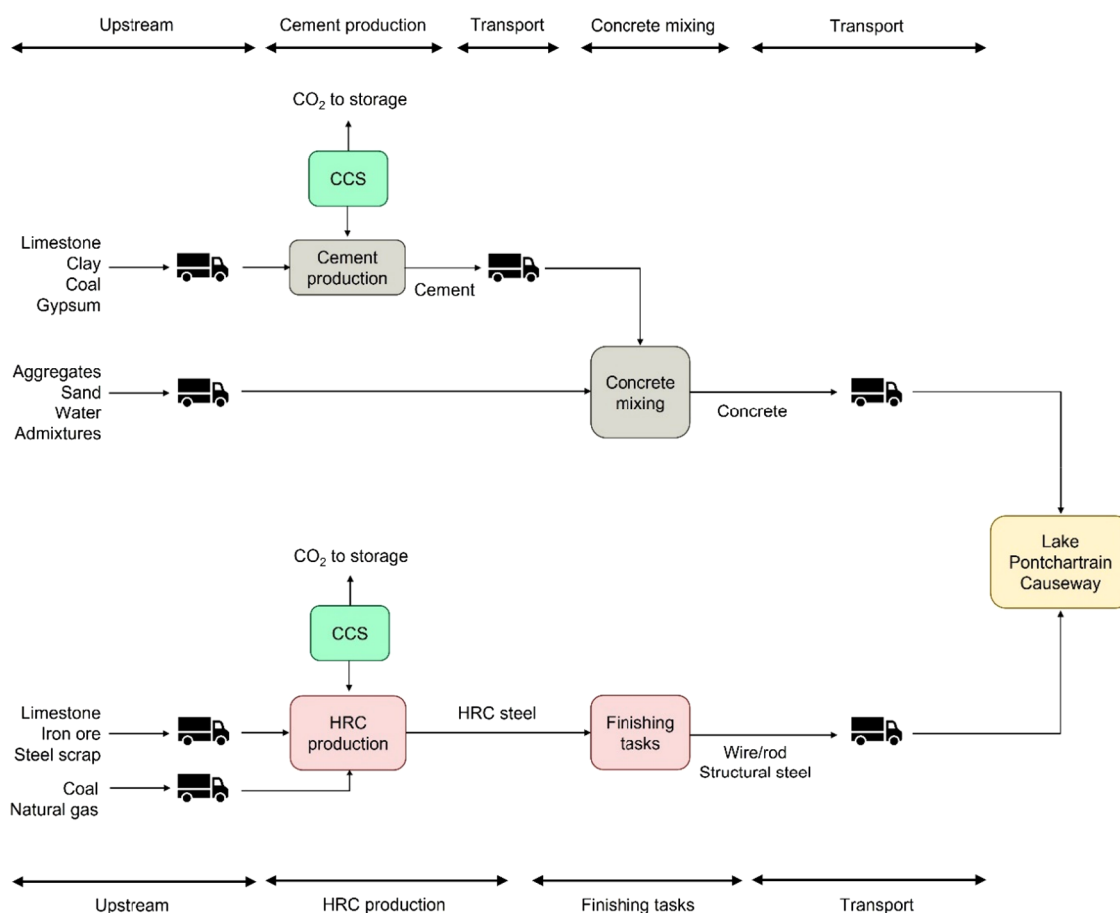 Upstream
Cement production
Transport
Concrete mixing
Transport
CO₂ to storage
CCS
Limestone
Clay
Coal
Gypsum
Cement
production
Cement
Aggregates
Sand
Water
Admixtures
Concrete
mixing
Concrete
Lake
Pontchartrain
Causeway
CO₂ to storage
CCS
Limestone
Iron ore
Steel scrap
Coal
Natural gas
HRC
production
HRC steel
Finishing
tasks
Wire/rod
Structural steel
Upstream
HRC production
Finishing tasks
Transport